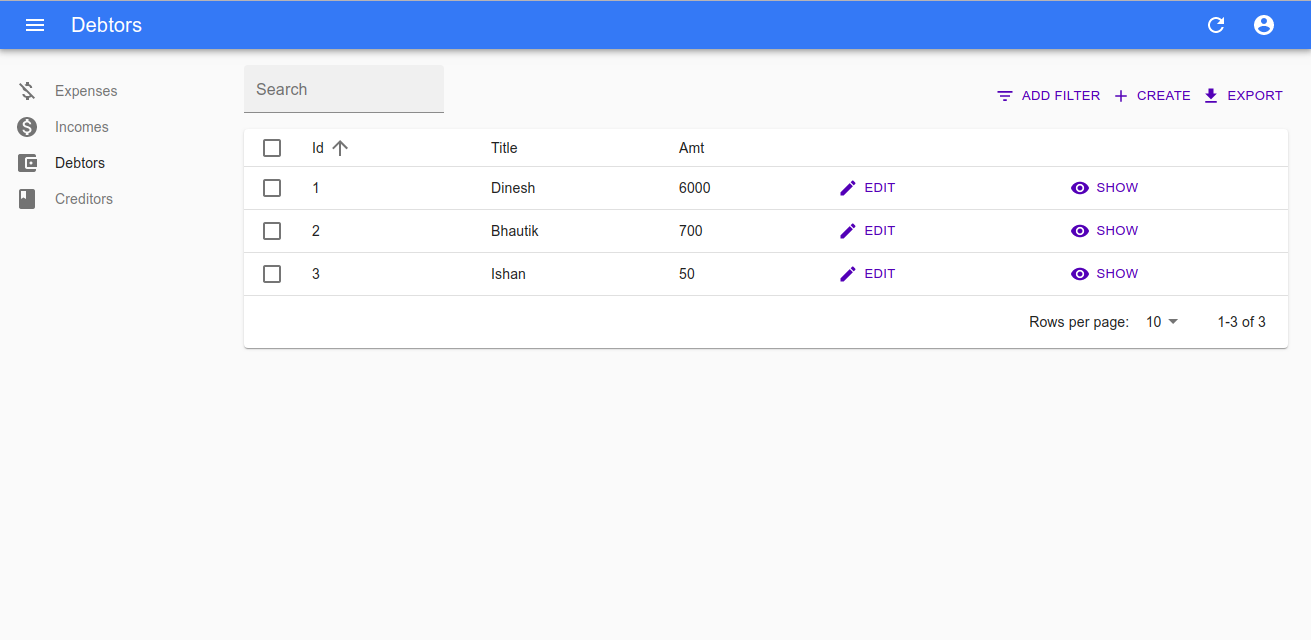 Debtors
Expenses
Incomes
Debtors
Creditors
Search
ADD FILTER CREATE EXPORT
Id Title Amt
1 Dinesh 6000 EDIT SHOW
2 Bhautik 700 EDIT SHOW
3 Ishan 50 EDIT SHOW
Rows per page: 10 1-3 of 3